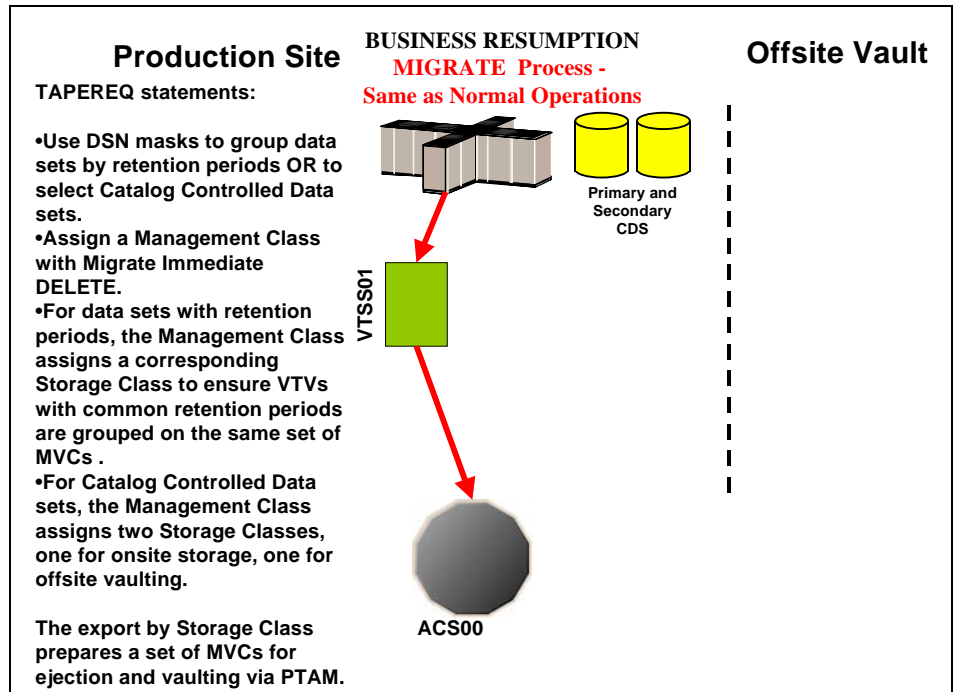 Production Site
BUSINESS RESUMPTION
MIGRATE Process -
Same as Normal Operations
Offsite Vault
TAPEREQ statements:
•Use DSN masks to group data
sets by retention periods OR to
select Catalog Controlled Data
sets.
•Assign a Management Class
with Migrate Immediate
DELETE.
•For data sets with retention
periods, the Management Class
assigns a corresponding
Storage Class to ensure VTVs
with common retention periods
are grouped on the same set of
MVCs .
•For Catalog Controlled Data
sets, the Management Class
assigns two Storage Classes,
one for onsite storage, one for
offsite vaulting.
The export by Storage Class
prepares a set of MVCs for
ejection and vaulting via PTAM.
Primary and
Secondary
CDS
VTSS01
ACS00